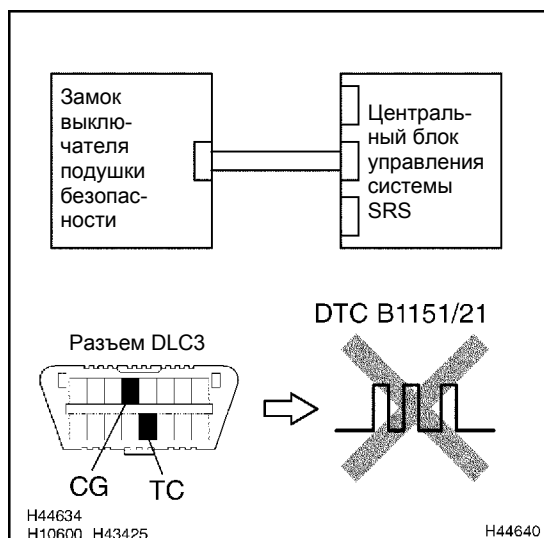 Замок
выклю-
чателя
подушки
безопас-
ности
Централь-
ный блок
управления
системы
SRS
DTC B1151/21
Разъем DLC3
CG
TC
H44634
H10600 H43425
H44640